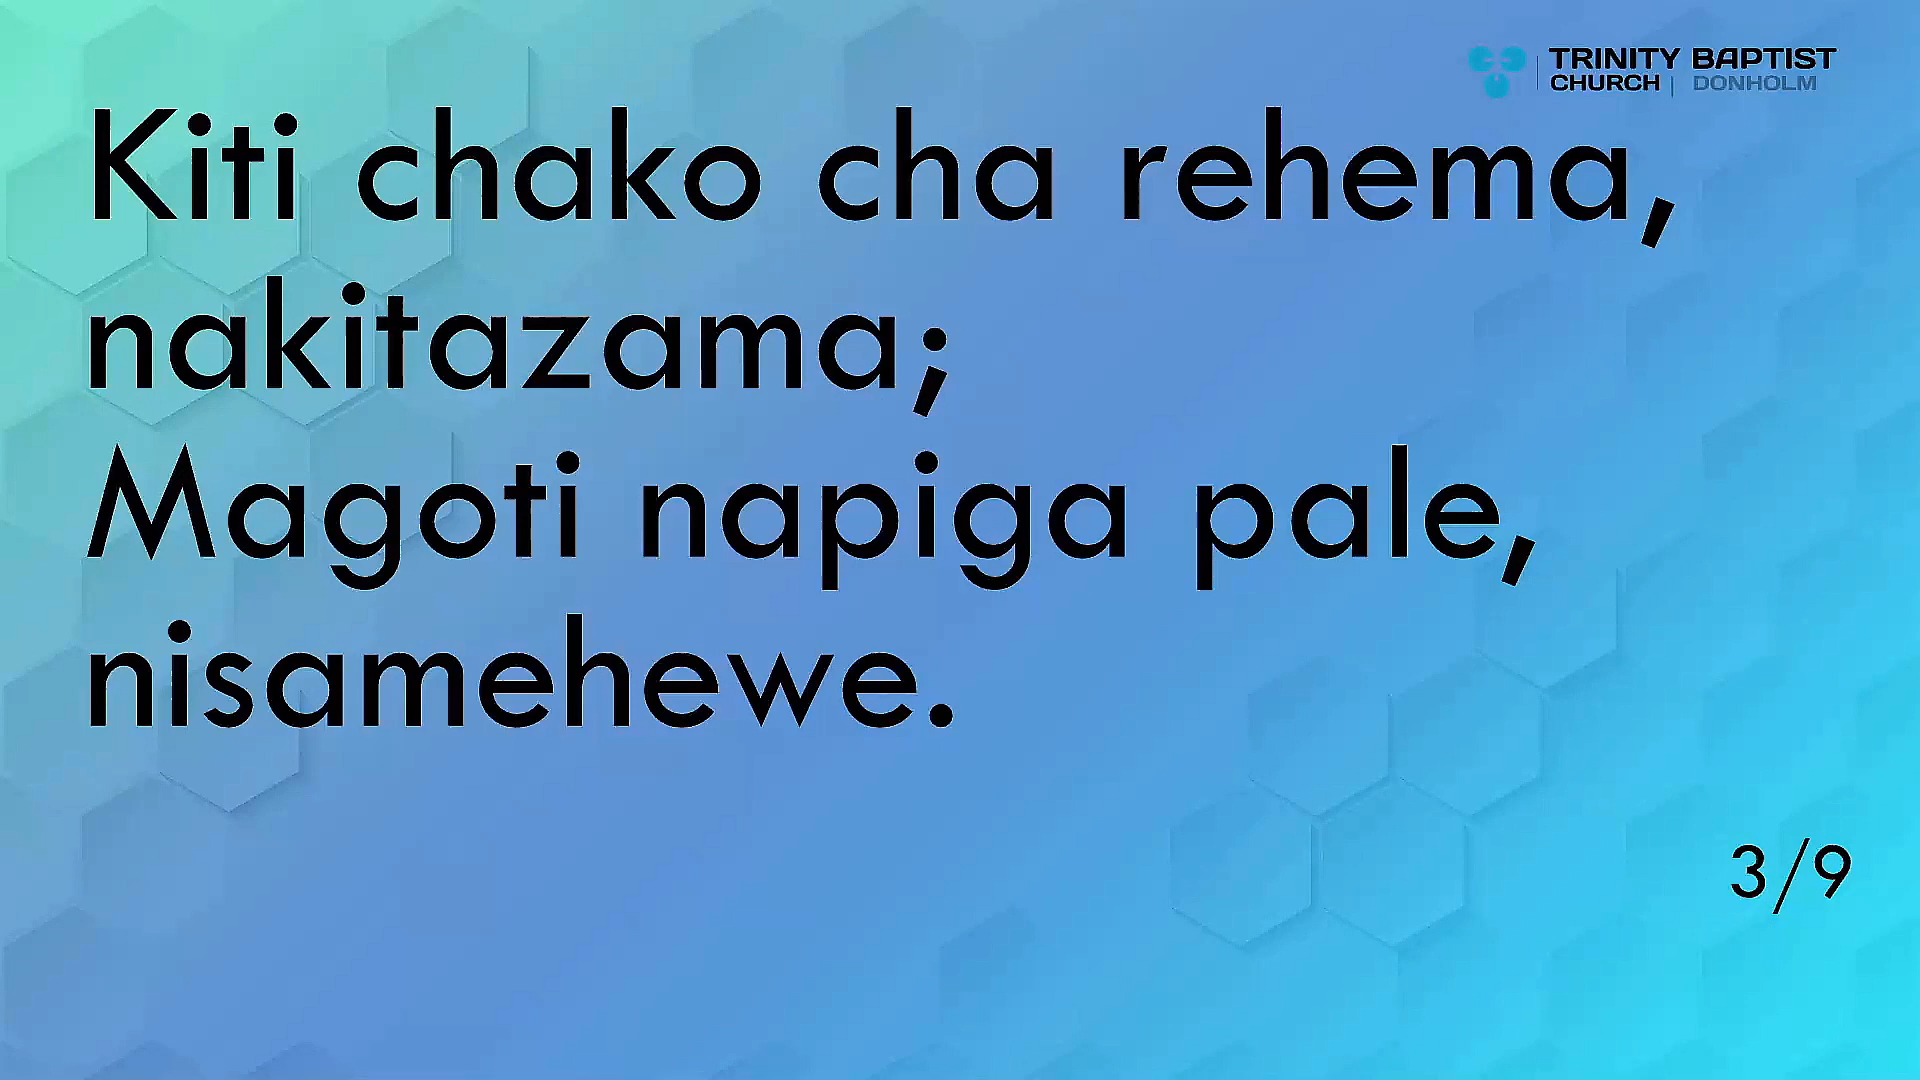 TRINITY BAPTIST
CHURCH | DONHOLM
Kiti chako cha rehema,
nakitazama;
Magoti napiga pale,
nisamehewe.
3/9